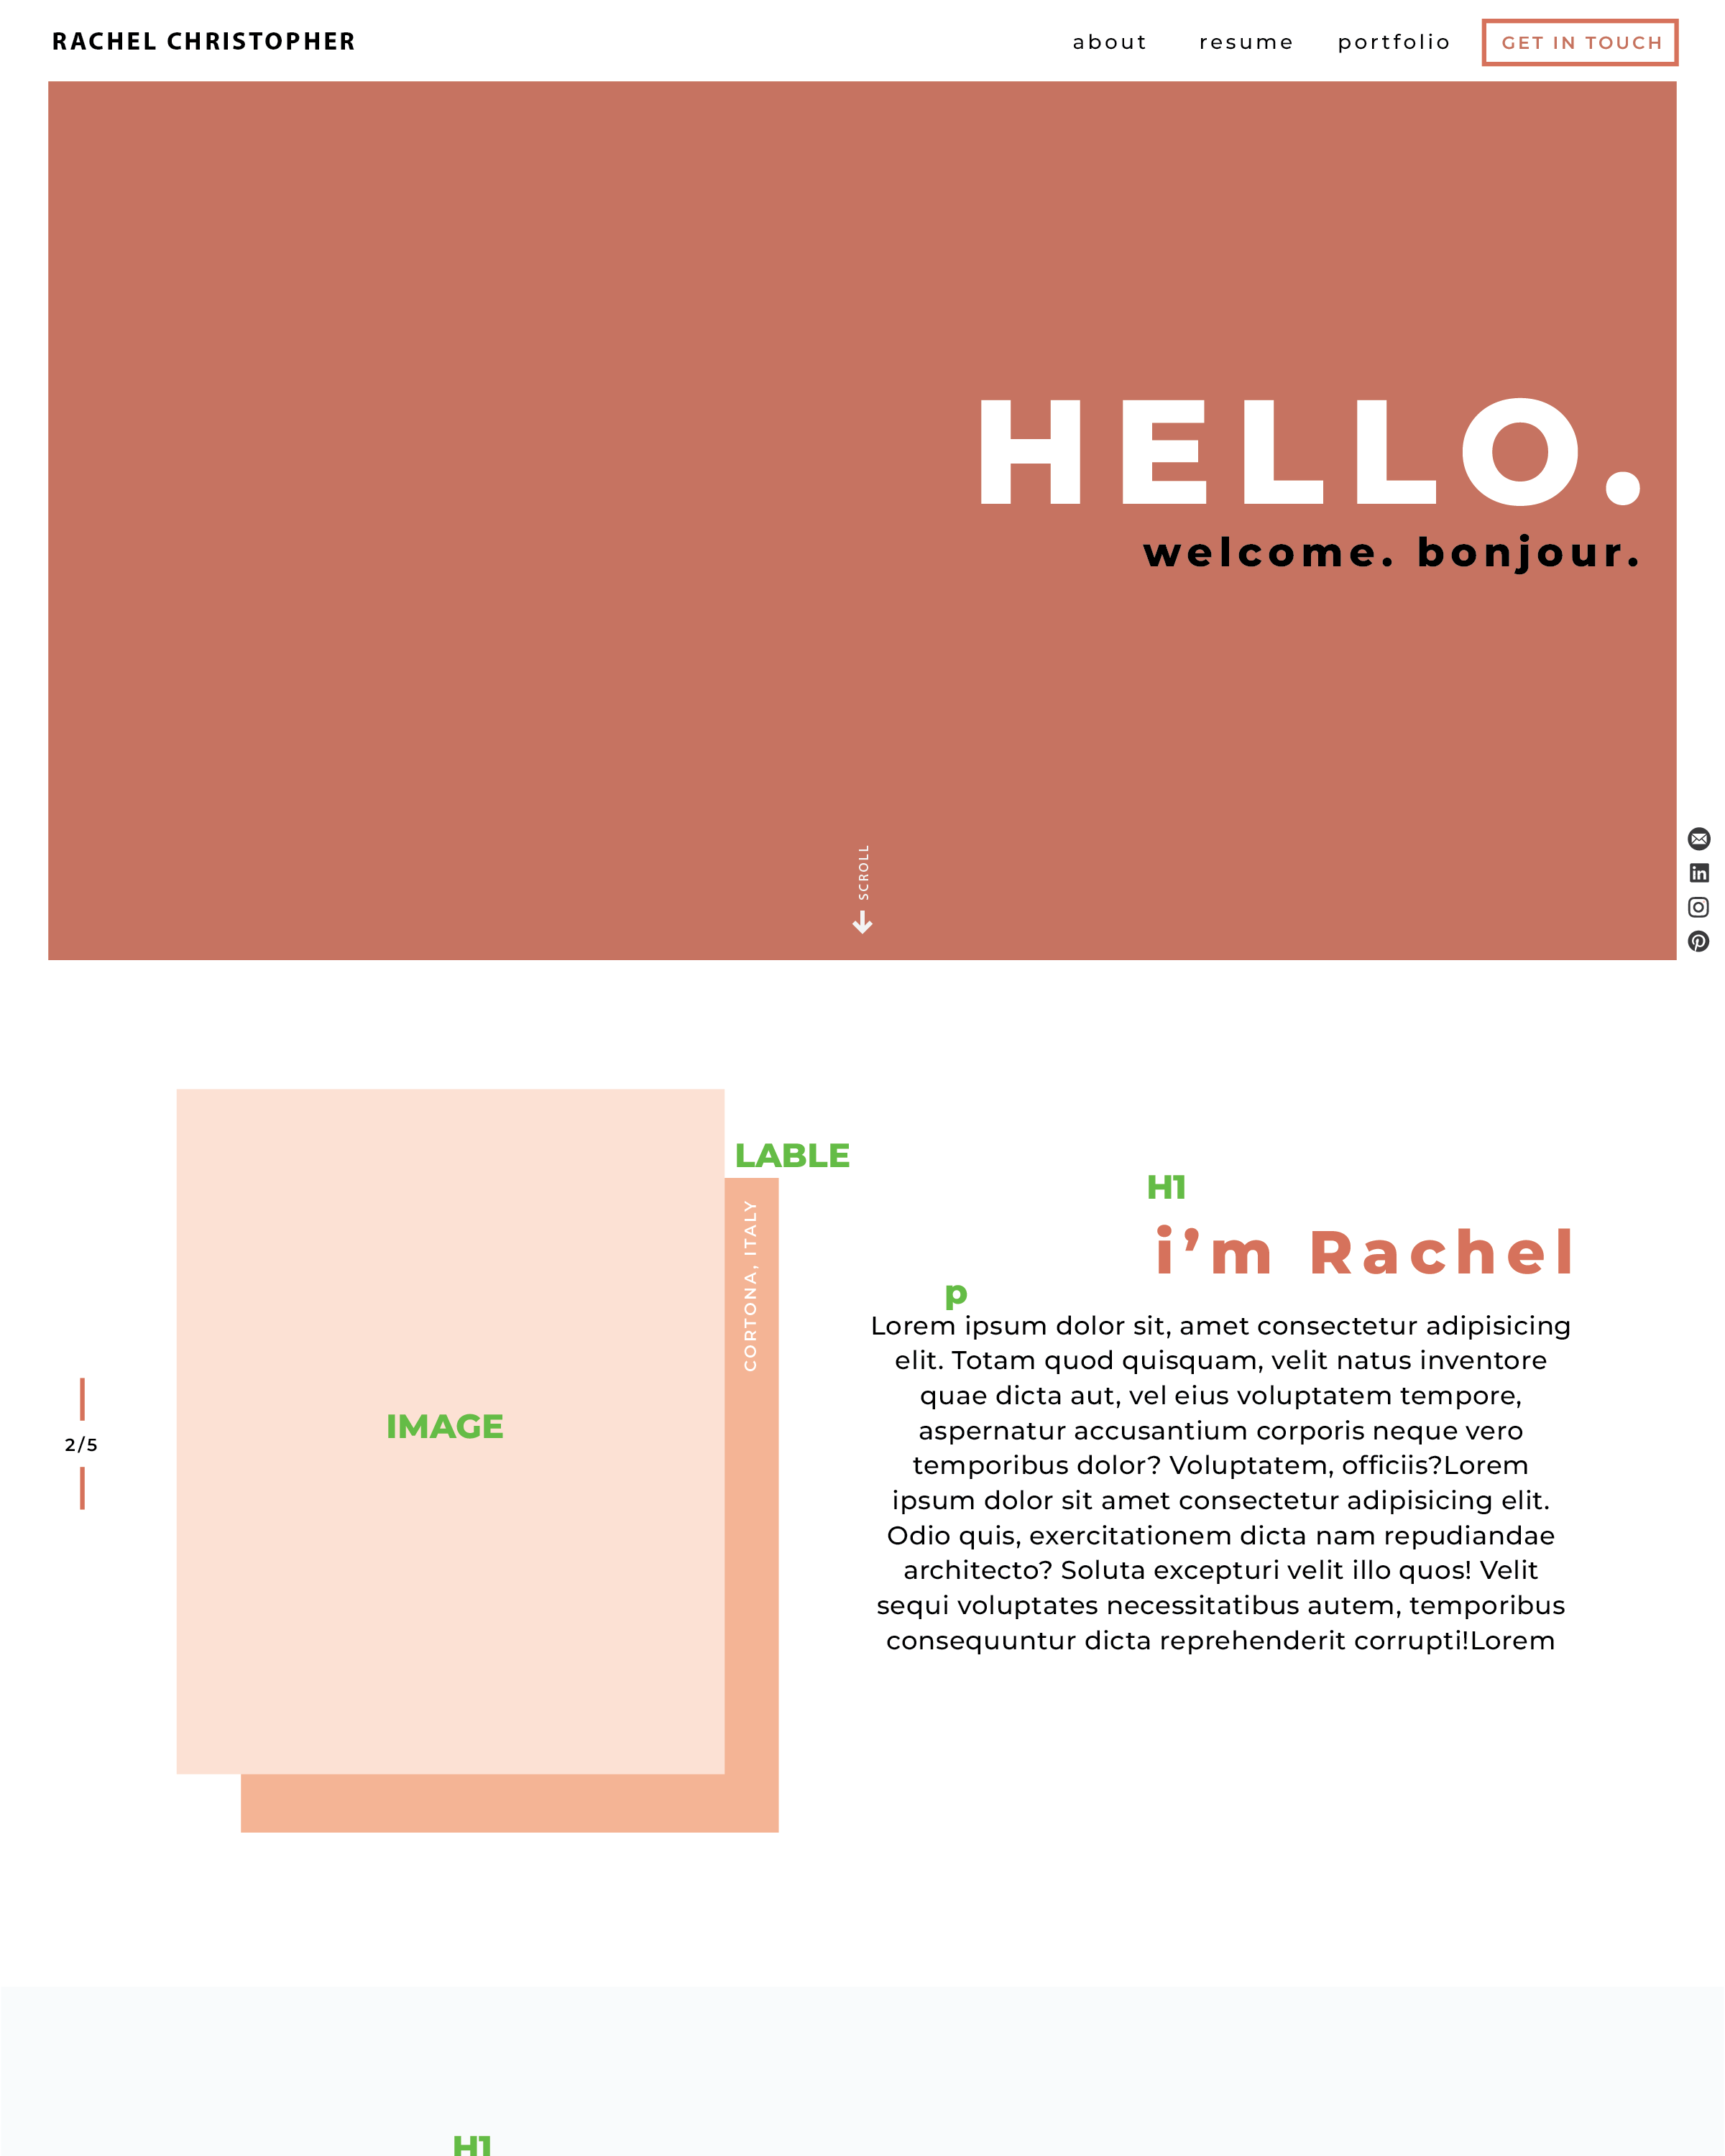 RACHEL CHRISTOPHER
about resume portfolio GET IN TOUCH
HELLO.
welcome. bonjour.
SCROLL
LABLE
CORTONA, ITALY
IMAGE
2/5
H1
i’m Rachel
p
Lorem ipsum dolor sit, amet consectetur adipisicing
elit. Totam quod quisquam, velit natus inventore
quae dicta aut, vel eius voluptatem tempore,
aspernatur accusantium corporis neque vero
temporibus dolor? Voluptatem, officiis?Lorem
ipsum dolor sit amet consectetur adipisicing elit.
Odio quis, exercitationem dicta nam repudiandae
architecto? Soluta excepturi velit illo quos! Velit
sequi voluptates necessitatibus autem, temporibus
consequuntur dicta reprehenderit corrupti!Lorem
H1